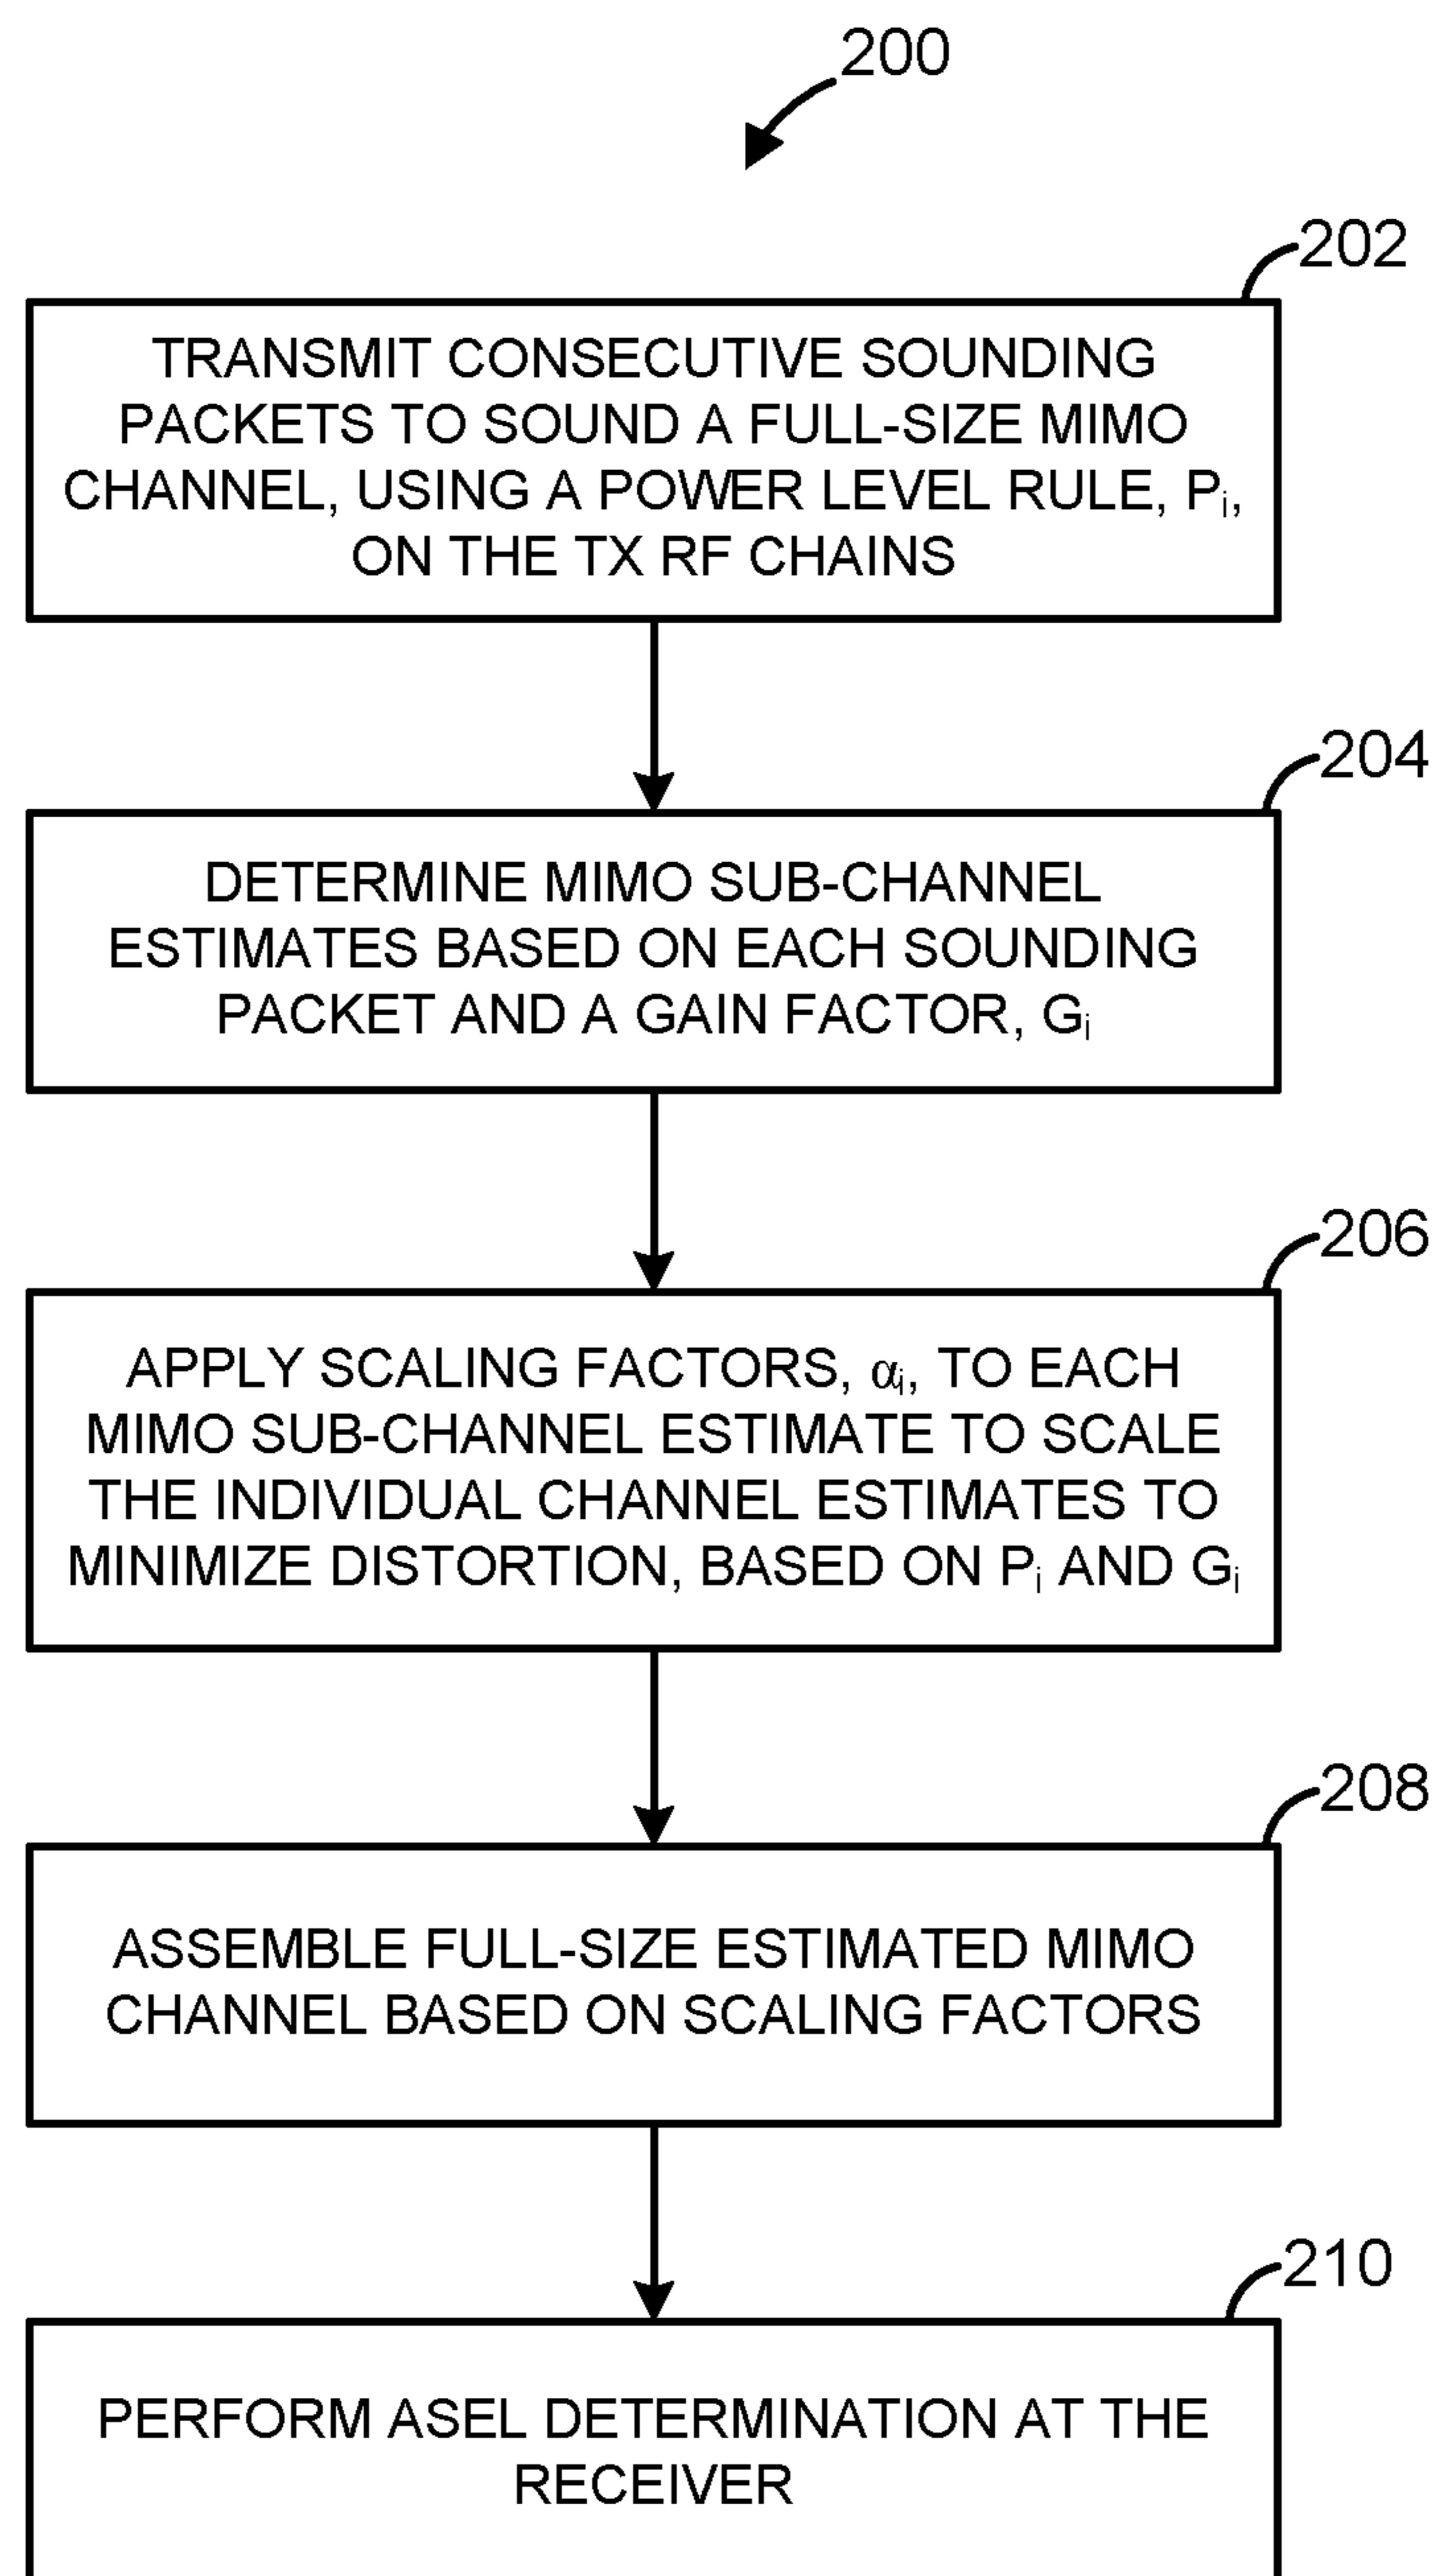 200
202
TRANSMIT CONSECUTIVE SOUNDING
PACKETS TO SOUND A FULL-SIZE MIMO
CHANNEL, USING A POWER LEVEL RULE, Pᵢ,
ON THE TX RF CHAINS
204
DETERMINE MIMO SUB-CHANNEL
ESTIMATES BASED ON EACH SOUNDING
PACKET AND A GAIN FACTOR, Gᵢ
206
APPLY SCALING FACTORS, αᵢ, TO EACH
MIMO SUB-CHANNEL ESTIMATE TO SCALE
THE INDIVIDUAL CHANNEL ESTIMATES TO
MINIMIZE DISTORTION, BASED ON Pᵢ AND Gᵢ
208
ASSEMBLE FULL-SIZE ESTIMATED MIMO
CHANNEL BASED ON SCALING FACTORS
210
PERFORM ASEL DETERMINATION AT THE
RECEIVER